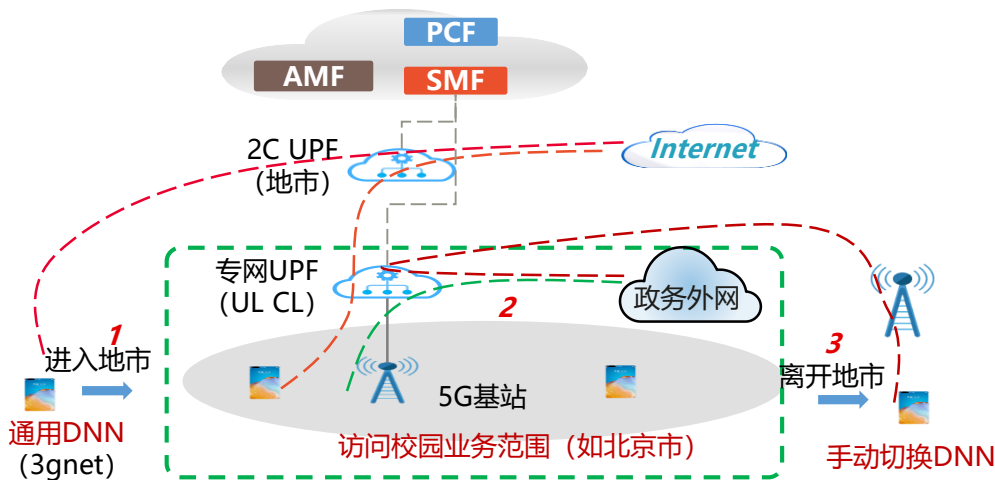 PCF
AMF
SMF
2C UPF
（地市）
Internet
专网UPF
（UL CL）
政务外网
2
1
进入地市
通用DNN
（3gnet）
5G基站
访问校园业务范围（如北京市）
3
离开地市
手动切换DNN